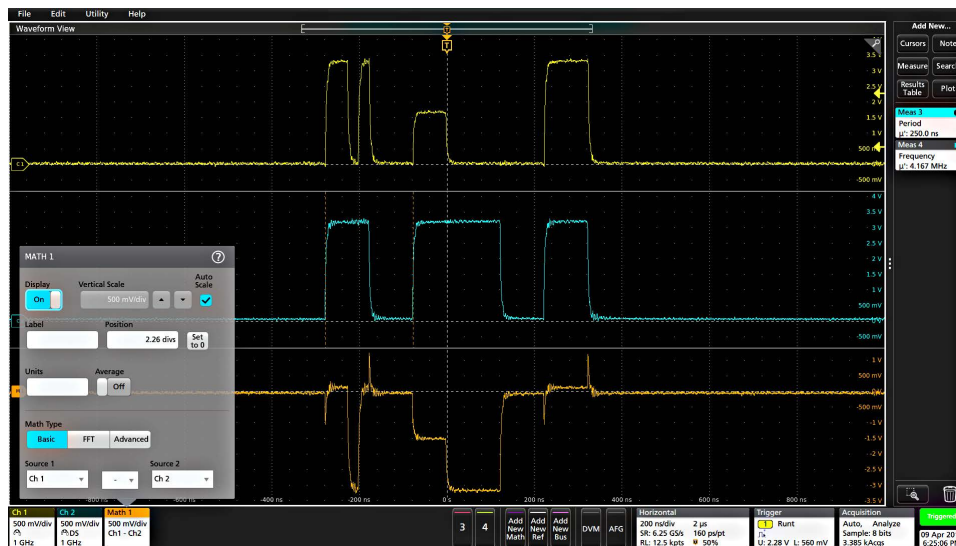 File Edit Utility Help
Waveform View
Add New...
T
T
Cursors Note
Measure Search
Results Table Plot
Meas 3
Period
µ': 250.0 ns
Meas 4
Frequency
µ': 4.167 MHz
3.5
3 V
2.5 V
2 V
1.5 V
1 V
500 m
-500 mV
C1
4 V
3.5 V
3 V
2.5 V
2 V
1.5 V
1 V
500 mV
-500 mV
1 V
500 mV
-500 mV
-1 V
-1.5 V
-2 V
-2.5 V
-3 V
-3.5 V
MATH 1 ?
Display Vertical Scale Auto Scale
On 500 mV/div
Label Position
2.26 divs Set to 0
Units Average
Off
Math Type
Basic FFT Advanced
Source 1 Source 2
Ch 1 - Ch 2
-800 ns -600 ns -400 ns -200 ns 0 s 200 ns 400 ns 600 ns 800 ns
Ch 1
500 mV/div
1 GHz
Ch 2
500 mV/div
DS
1 GHz
Math 1
500 mV/div
Ch1 - Ch2
3 4
Add New Math
Add New Ref
Add New Bus
DVM AFG
Horizontal
200 ns/div 2 µs
SR: 6.25 GS/s 160 ps/pt
RL: 12.5 kpts 50%
Trigger
1 Runt
U: 2.28 V L: 560 mV
Acquisition
Auto, Analyze
Sample: 8 bits
3.385 kAcqs
Triggered
09 Apr 20
6:25:06 PM